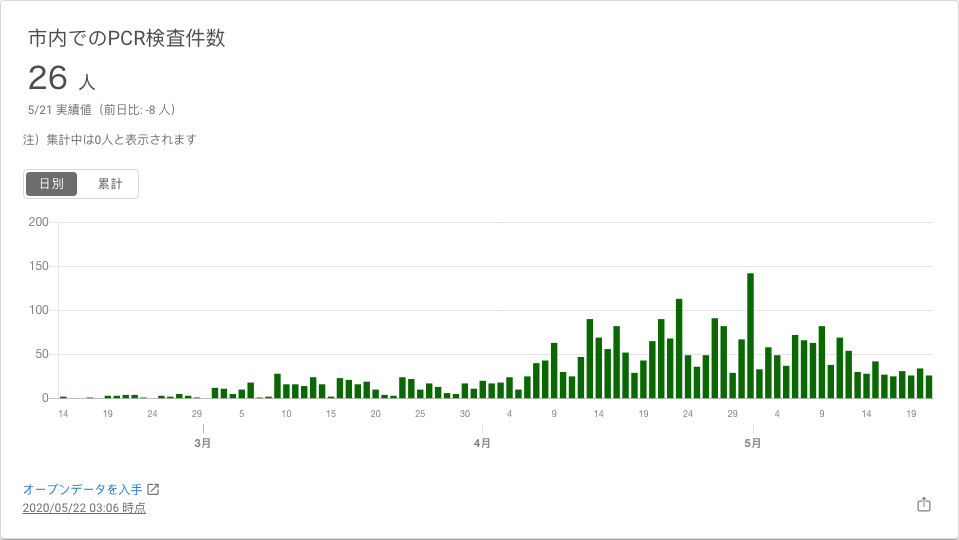 市内でのPCR検査件数
26 人
5/21 実績値（前日比: -8 人）
注）集計中は0人と表示されます
日別 累計
200
150
100
50
0
14 19 24 29 5 10 15 20 25 30 4 9 14 19 24 29 4 9 14 19
3月 4月 5月
オープンデータを入手
2020/05/22 03:06 時点